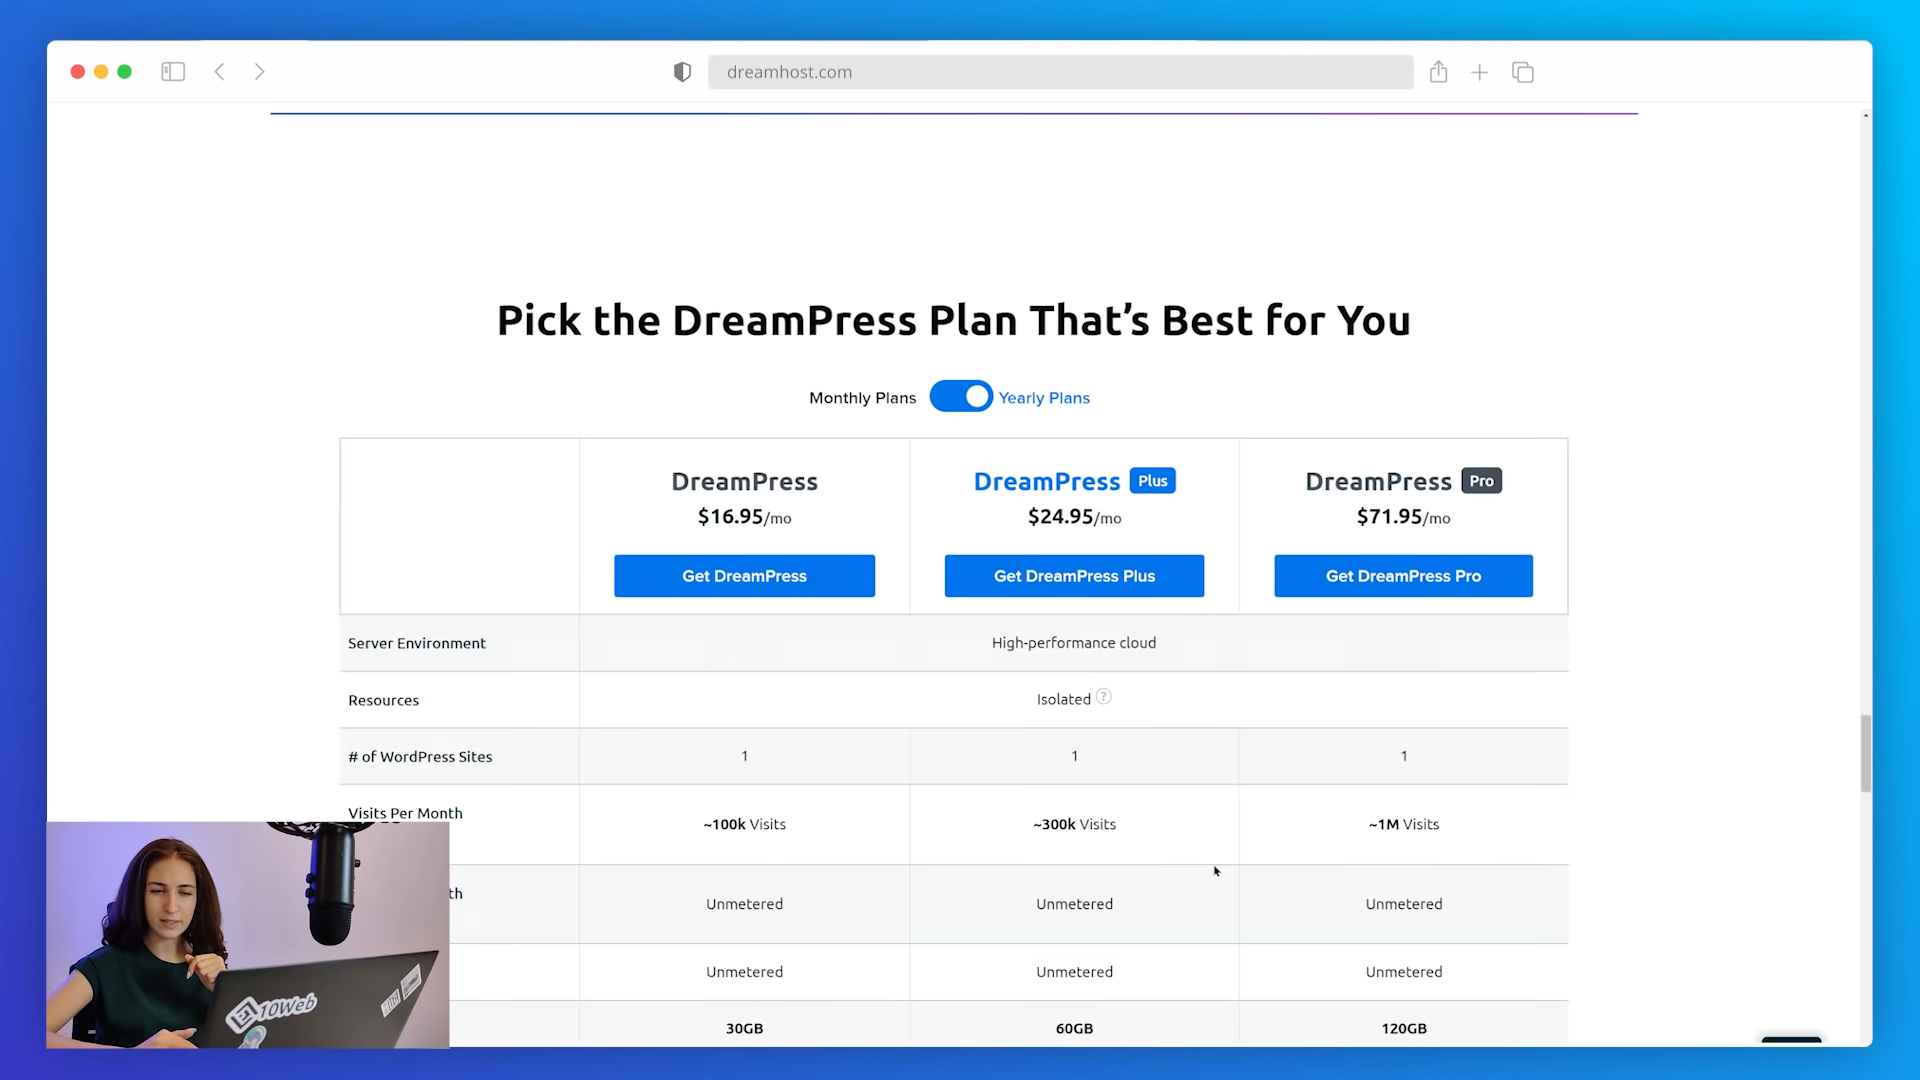 dreamhost.com
Pick the DreamPress Plan That's Best for You
Monthly Plans Yearly Plans
DreamPress DreamPress Plus DreamPress Pro
$16.95/mo $24.95/mo $71.95/mo
Get DreamPress Get DreamPress Plus Get DreamPress Pro
Server Environment High-performance cloud
Resources Isolated ?
# of WordPress Sites 1 1 1
Visits Per Month ~100k Visits ~300k Visits ~1M Visits
th Unmetered Unmetered Unmetered
Unmetered Unmetered Unmetered
30GB 60GB 120GB
10Web